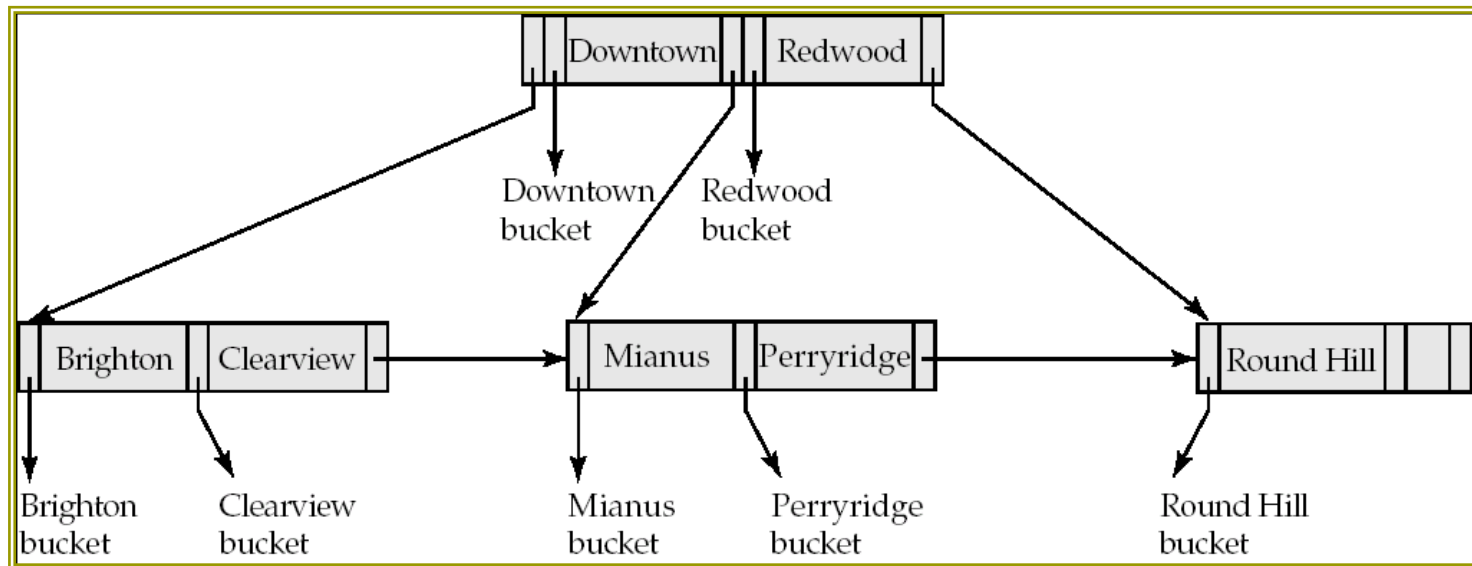 Downtown Redwood
Downtown
bucket
Redwood
bucket
Brighton Clearview
Mianus Perryridge
Round Hill
Brighton
bucket
Clearview
bucket
Mianus
bucket
Perryridge
bucket
Round Hill
bucket